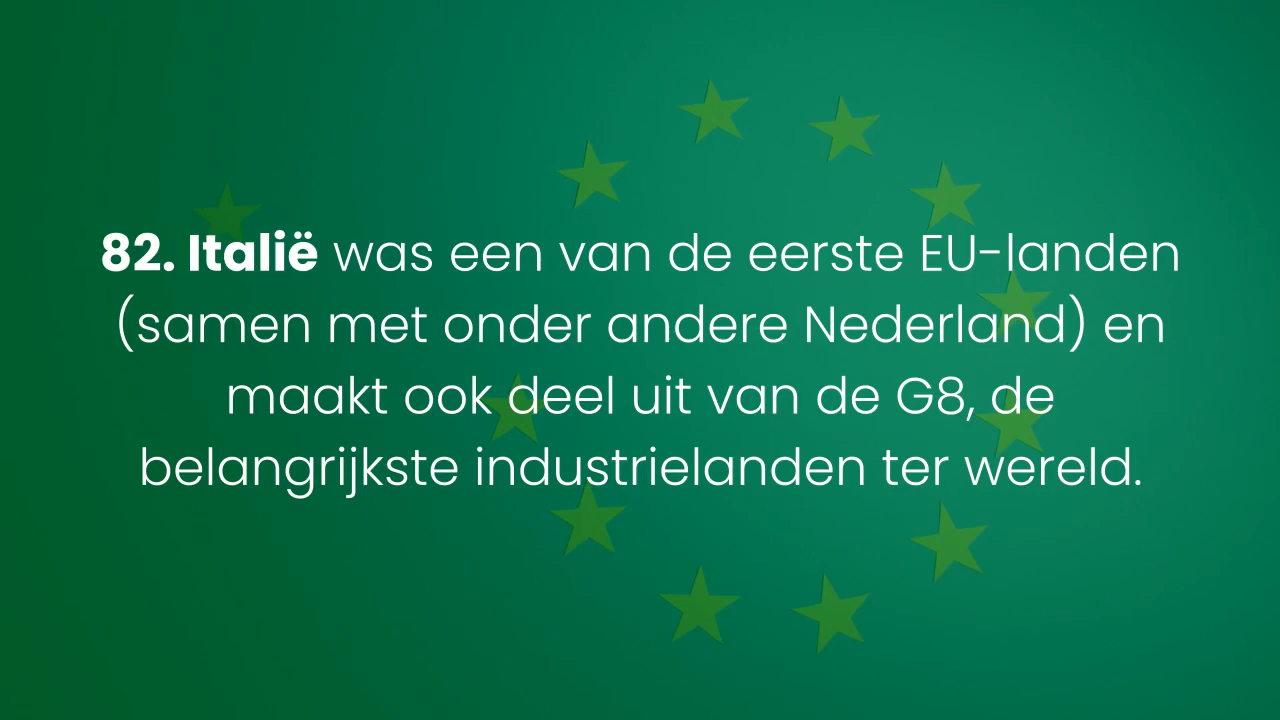 82. Italië was een van de eerste EU-landen
(samen met onder andere Nederland) en
maakt ook deel uit van de G8, de
belangrijkste industrielanden ter wereld.